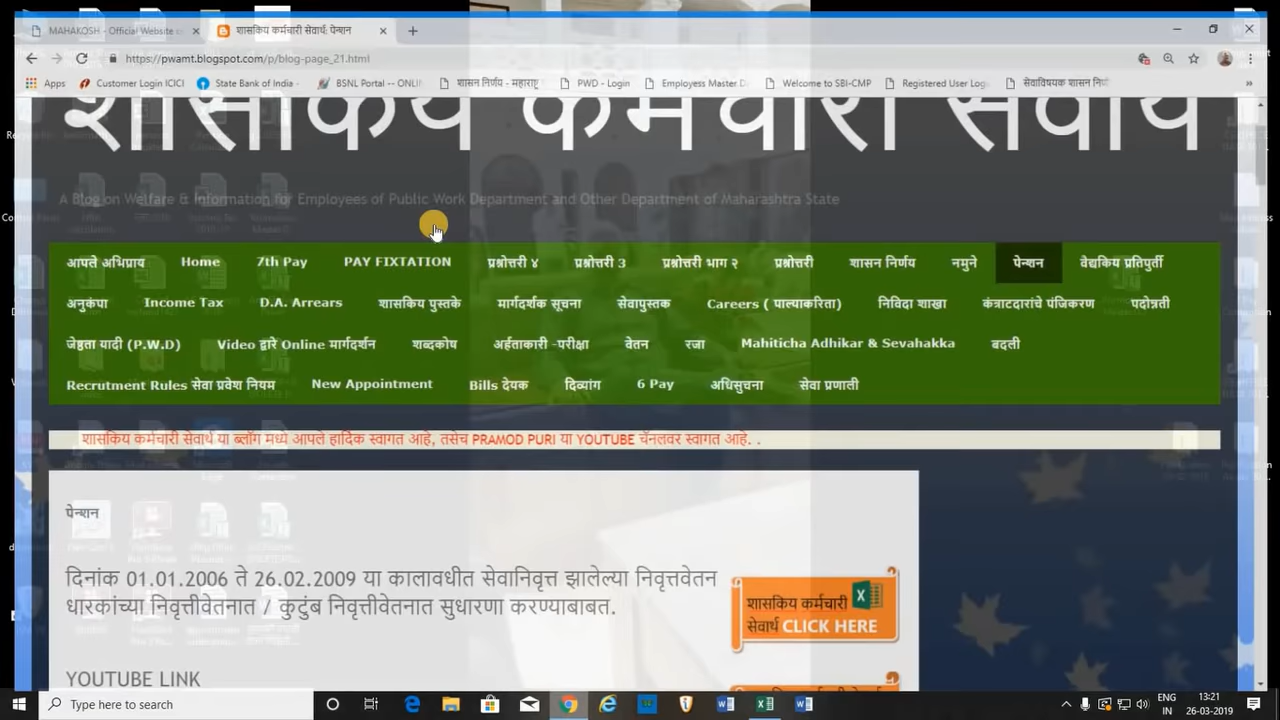 MAHAKOSH - Official Website of
शासकिय कर्मचारी सेवार्थ: पेन्शन
https://pwamt.blogspot.com/p/blog-page_21.html
Apps Customer Login ICICI State Bank of India - BSNL Portal -- ONLI शासन निर्णय - महाराष्ट्र PWD - Login Employess Master D Welcome to SBI-CMP Registered User Log सेवाविषयक शासन निर्ण »
शासकिय कर्मचारी सेवार्थ
A Blog on Welfare & Information for Employees of Public Work Department and Other Department of Maharashtra State
आपले अभिप्राय Home 7th Pay PAY FIXTATION प्रश्नोत्तरी ४ प्रश्नोत्तरी 3 प्रश्नोत्तरी भाग २ प्रश्नोत्तरी शासन निर्णय नमुने पेन्शन वेद्यकिय प्रतिपुर्ती
अनुकंपा Income Tax D.A. Arrears शासकिय पुस्तके मार्गदर्शक सूचना सेवापुस्तक Careers ( पाल्याकरिता) निविदा शाखा कंत्राटदारांचे पंजिकरण पदोन्नती
जेष्ठता यादी (P.W.D) Video द्वारे Online मार्गदर्शन शब्दकोष अर्हताकारी -परीक्षा वेतन रजा Mahiticha Adhikar & Sevahakka बदली
Recrutment Rules सेवा प्रवेश नियम New Appointment Bills देयक दिव्यांग 6 Pay अधिसुचना सेवा प्रणाली
शासकिय कर्मचारी सेवार्थ या ब्लॉग मध्ये आपले हार्दिक स्वागत आहे, तसेच PRAMOD PURI या YOUTUBE चॅनलवर स्वागत आहे. .
पेन्शन
दिनांक 01.01.2006 ते 26.02.2009 या कालावधीत सेवानिवृत्त झालेल्या निवृत्तवेतन
धारकांच्या निवृत्तीवेतनात / कुटुंब निवृत्तीवेतनात सुधारणा करण्याबाबत.
शासकिय कर्मचारी
सेवार्थ CLICK HERE
YOUTUBE LINK
Type here to search
ENG
IN
13:21
26-03-2019